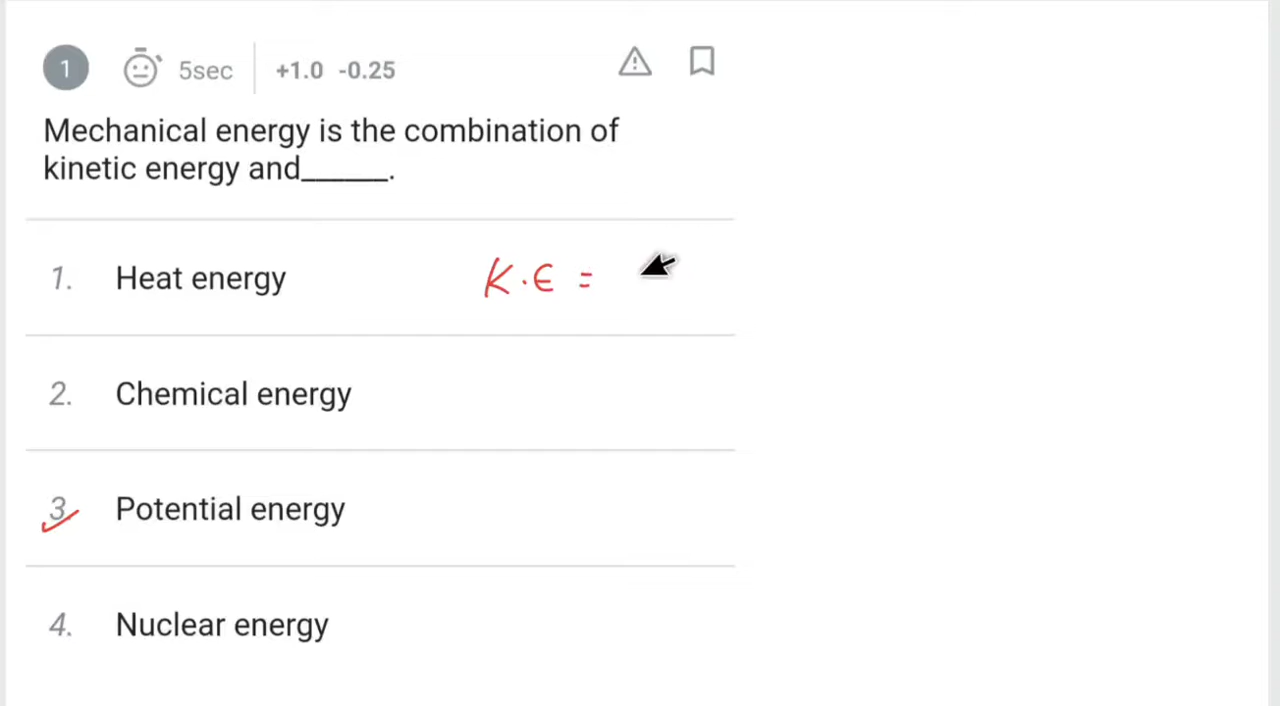 1 5sec +1.0 -0.25
Mechanical energy is the combination of
kinetic energy and______.
1. Heat energy K.E =
2. Chemical energy
3. Potential energy
4. Nuclear energy